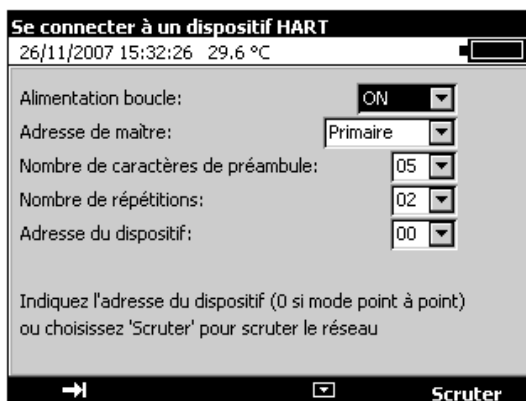 Se connecter à un dispositif HART
26/11/2007 15:32:26 29.6 °C
Alimentation boucle: ON
Adresse de maître: Primaire
Nombre de caractères de préambule: 05
Nombre de répétitions: 02
Adresse du dispositif: 00
Indiquez l'adresse du dispositif (0 si mode point à point)
ou choisissez 'Scruter' pour scruter le réseau
Scruter